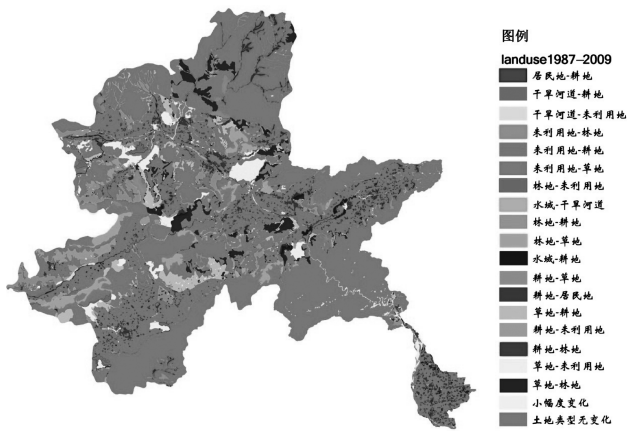 图例
landuse1987–2009
居民地-耕地
干旱河道-耕地
干旱河道-未利用地
未利用地-林地
未利用地-耕地
未利用地-草地
林地-未利用地
水域-干旱河道
林地-耕地
林地-草地
水域-耕地
耕地-草地
耕地-居民地
草地-耕地
耕地-未利用地
耕地-林地
草地-未利用地
草地-林地
小幅度变化
土地类型无变化